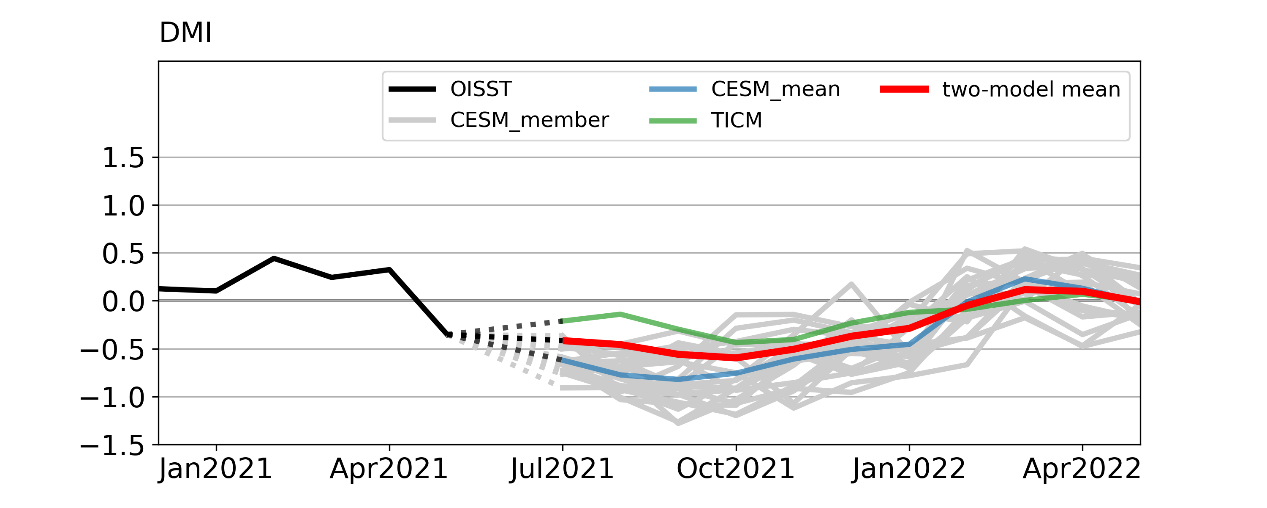 DMI
OISST
CESM_member
CESM_mean
TICM
two-model mean
1.5
1.0
0.5
0.0
−0.5
−1.0
−1.5
Jan2021 Apr2021 Jul2021 Oct2021 Jan2022 Apr2022